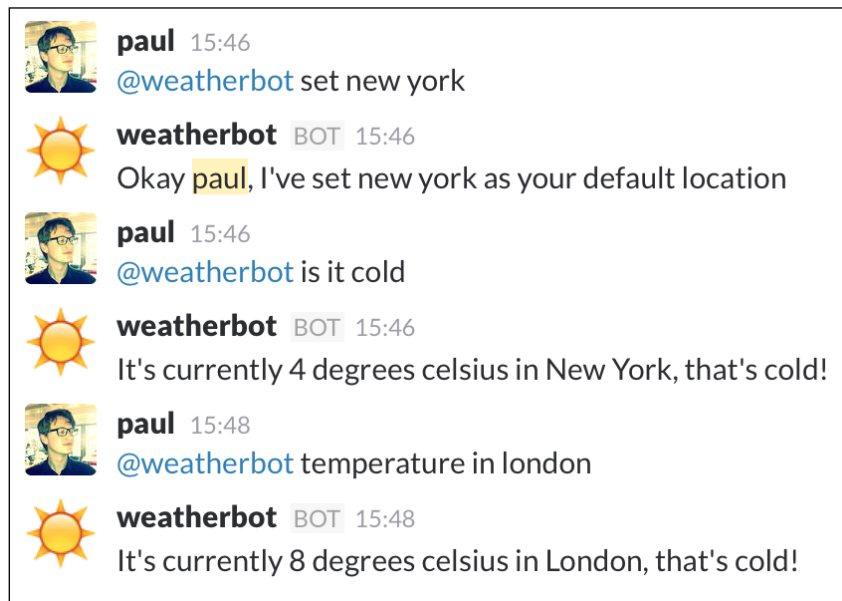 paul 15:46
@weatherbot set new york
weatherbot BOT 15:46
Okay paul, I've set new york as your default location
paul 15:46
@weatherbot is it cold
weatherbot BOT 15:46
It's currently 4 degrees celsius in New York, that's cold!
paul 15:48
@weatherbot temperature in london
weatherbot BOT 15:48
It's currently 8 degrees celsius in London, that's cold!